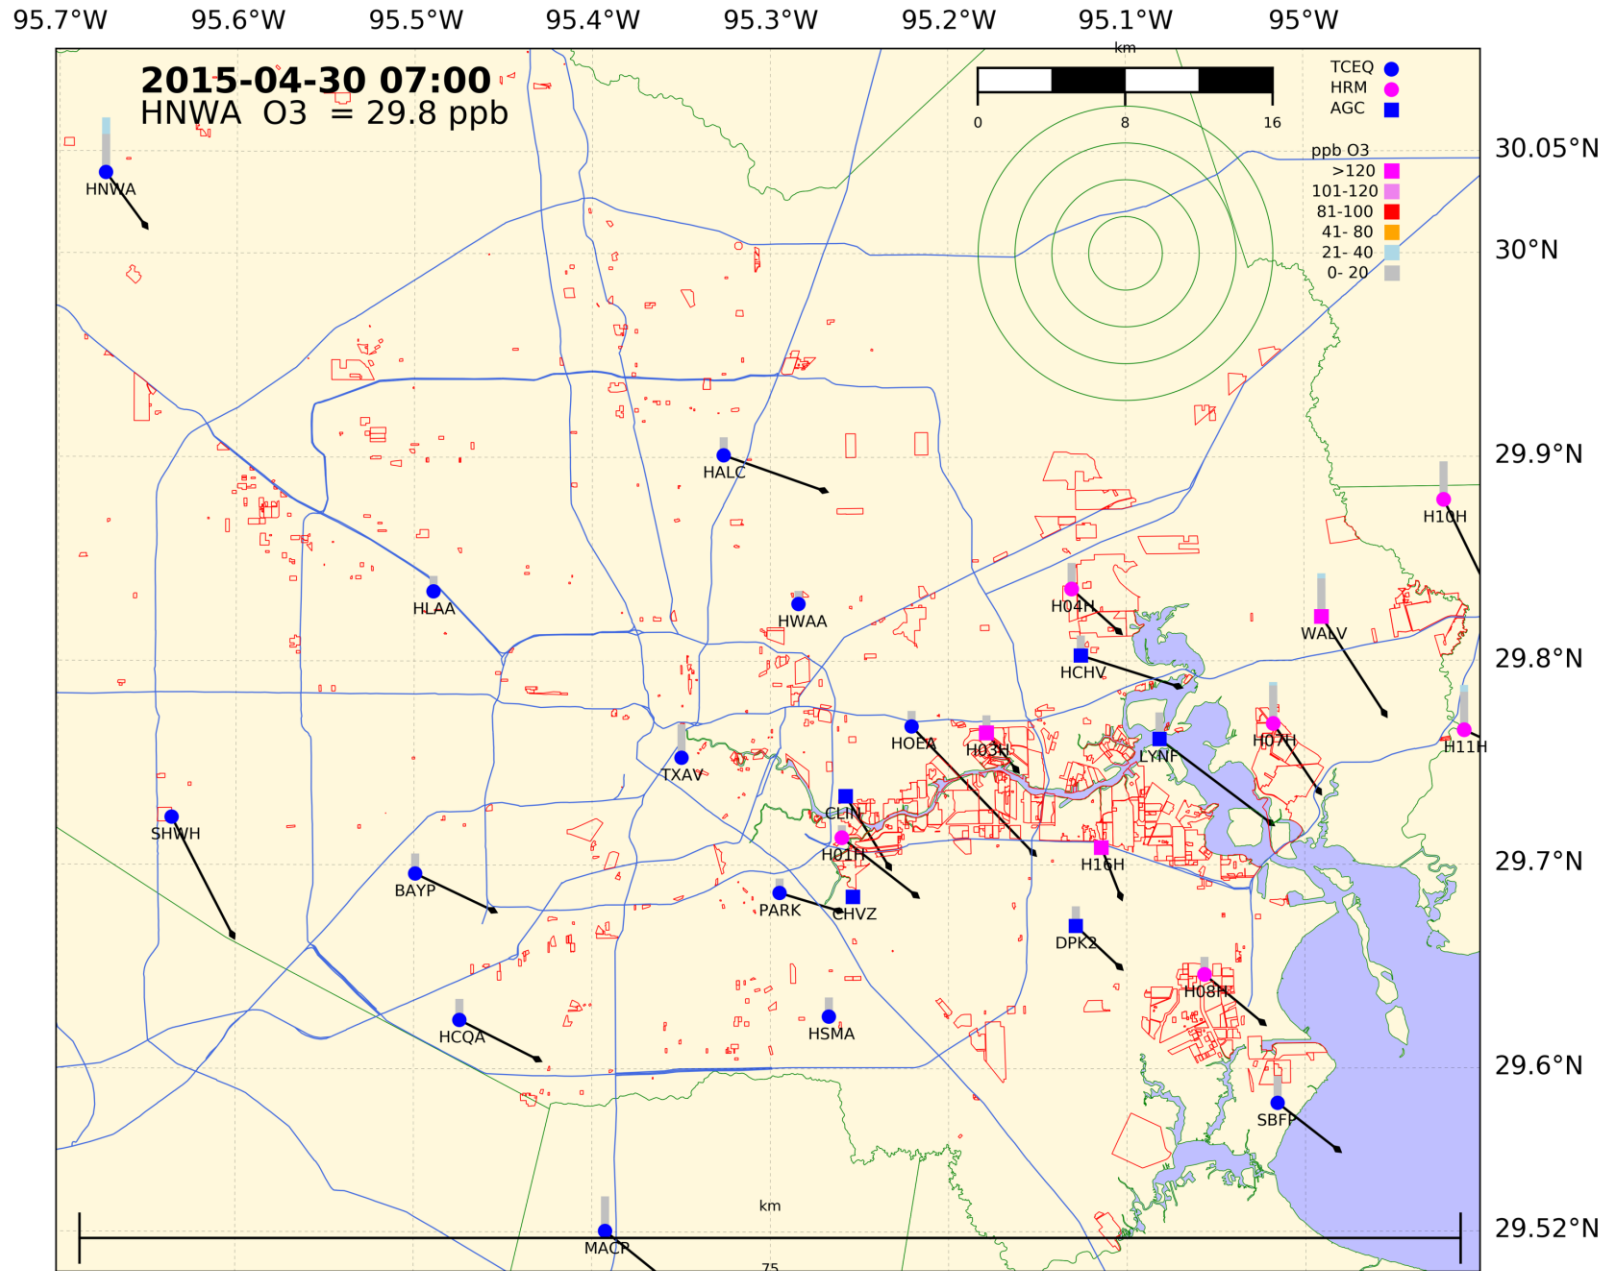 95.7°W 95.6°W 95.5°W 95.4°W 95.3°W 95.2°W 95.1°W 95°W
km
2015-04-30 07:00
HNWA O3 = 29.8 ppb
0 8 16
TCEQ
HRM
AGC
ppb O3
>120
101-120
81-100
41- 80
21- 40
0- 20
30.05°N
30°N
29.9°N
29.8°N
29.7°N
29.6°N
29.52°N
HNWA
HALC
H10H
HLAA
HWAA
H04H
WALV
HCHV
HOEA
H03H
LYNF
H07H
H11H
TXAV
CLIN
SHWH
H01H
H16H
BAYP
PARK
CHVZ
DPK2
H08H
HCQA
HSMA
SBFP
MACP
km
75